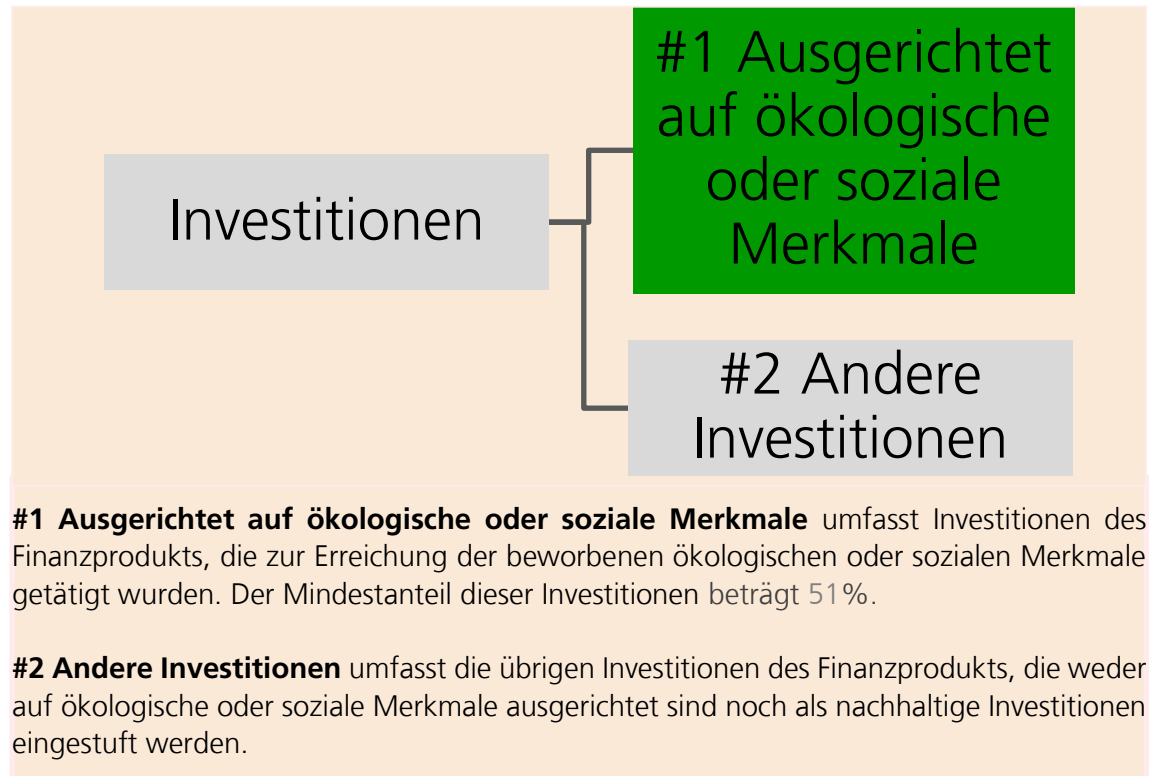 #1 Ausgerichtet
auf ökologische
oder soziale
Merkmale
Investitionen
#2 Andere
Investitionen
#1 Ausgerichtet auf ökologische oder soziale Merkmale umfasst Investitionen des
Finanzprodukts, die zur Erreichung der beworbenen ökologischen oder sozialen Merkmale
getätigt wurden. Der Mindestanteil dieser Investitionen beträgt 51%.
#2 Andere Investitionen umfasst die übrigen Investitionen des Finanzprodukts, die weder
auf ökologische oder soziale Merkmale ausgerichtet sind noch als nachhaltige Investitionen
eingestuft werden.